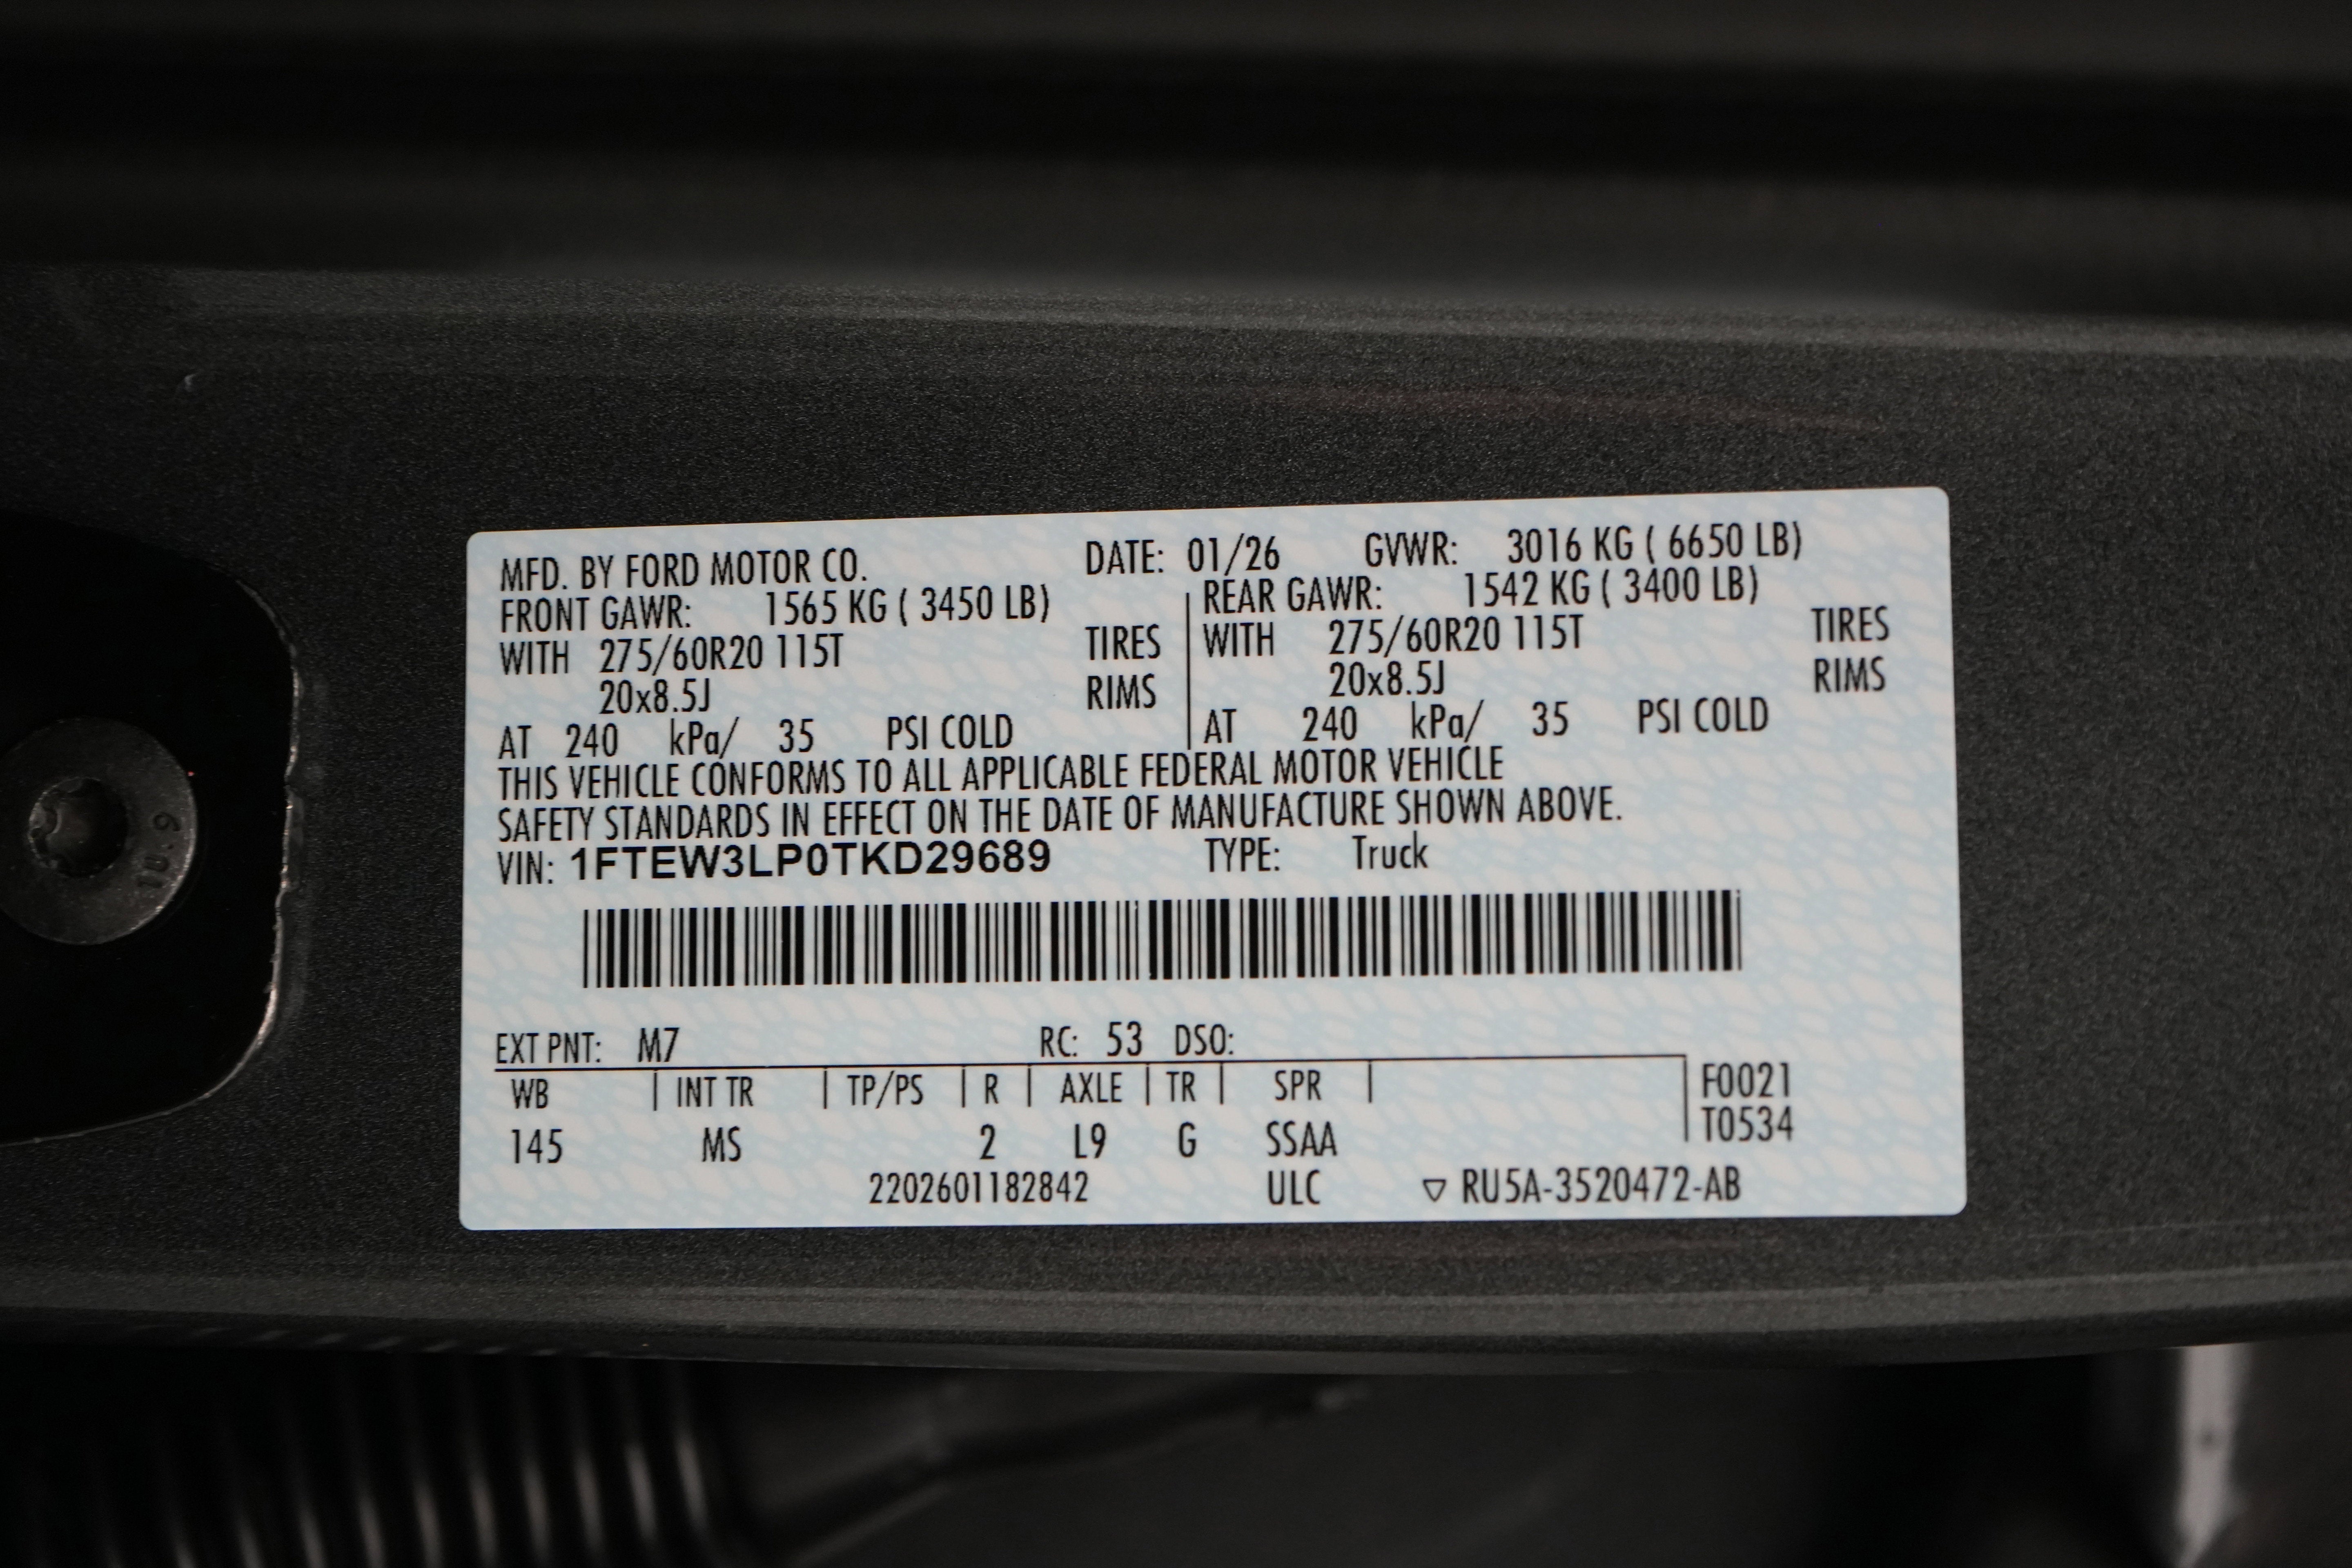 MFD. BY FORD MOTOR CO. DATE: 01/26 GVWR: 3016 KG ( 6650 LB)
FRONT GAWR: 1565 KG ( 3450 LB) REAR GAWR: 1542 KG ( 3400 LB)
WITH 275/60R20 115T TIRES WITH 275/60R20 115T TIRES
20x8.5J RIMS 20x8.5J RIMS
AT 240 kPa/ 35 PSI COLD AT 240 kPa/ 35 PSI COLD
THIS VEHICLE CONFORMS TO ALL APPLICABLE FEDERAL MOTOR VEHICLE
SAFETY STANDARDS IN EFFECT ON THE DATE OF MANUFACTURE SHOWN ABOVE.
VIN: 1FTEW3LP0TKD29689 TYPE: Truck
EXT PNT: M7 RC: 53 DSO:
WB INT TR TP/PS R AXLE TR SPR F0021
T0534
145 MS 2 L9 G SSAA
2202601182842 ULC ▽ RU5A-3520472-AB
10.9